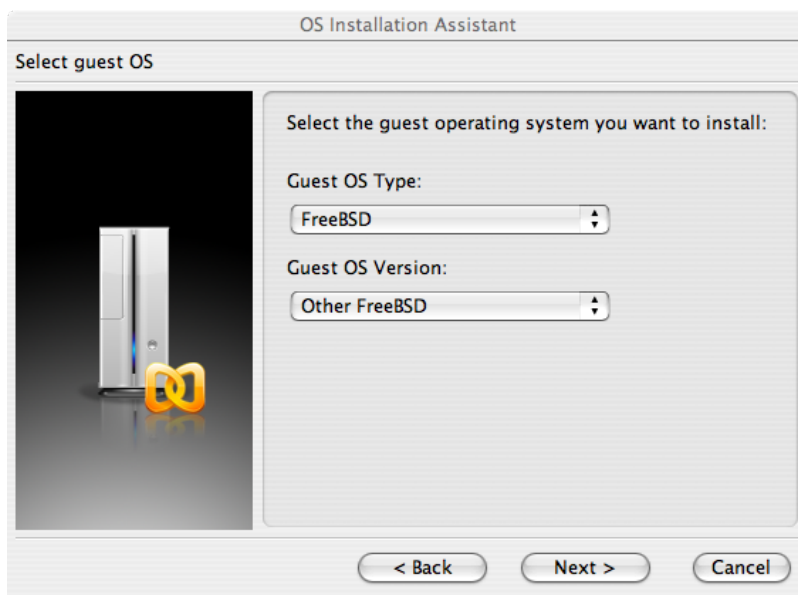 OS Installation Assistant
Select guest OS
Select the guest operating system you want to install:
Guest OS Type:
FreeBSD
Guest OS Version:
Other FreeBSD
< Back
Next >
Cancel